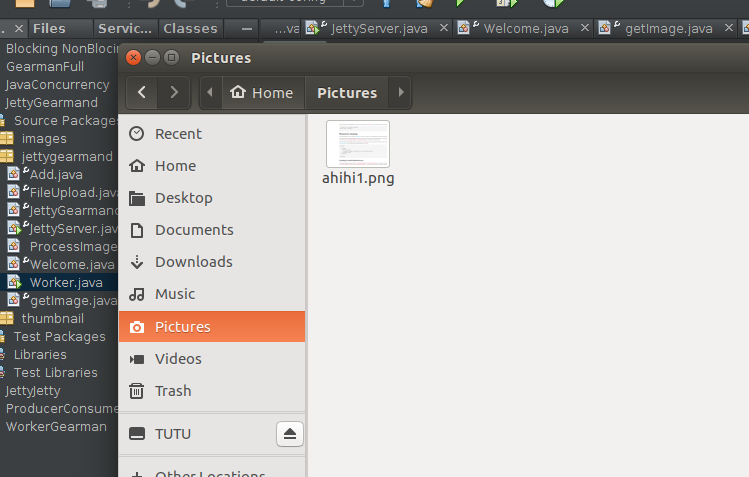 default config
Files Servic... Classes ...va JettyServer.java Welcome.java getImage.java
Pictures
Home Pictures
Blocking NonBlocin
GearmanFull
JavaConcurrency
JettyGearmand
Source Packages
images
jettygearmand
Add.java
FileUpload.java
JettyGearmand
JettyServer.java
ProcessImage
Welcome.java
Worker.java
getImage.java
thumbnail
Test Packages
Libraries
Test Libraries
JettyJetty
ProducerConsume
WorkerGearman
Recent
Home
Desktop
Documents
Downloads
Music
Pictures
Videos
Trash
TUTU
Other Locations
ahihi1.png